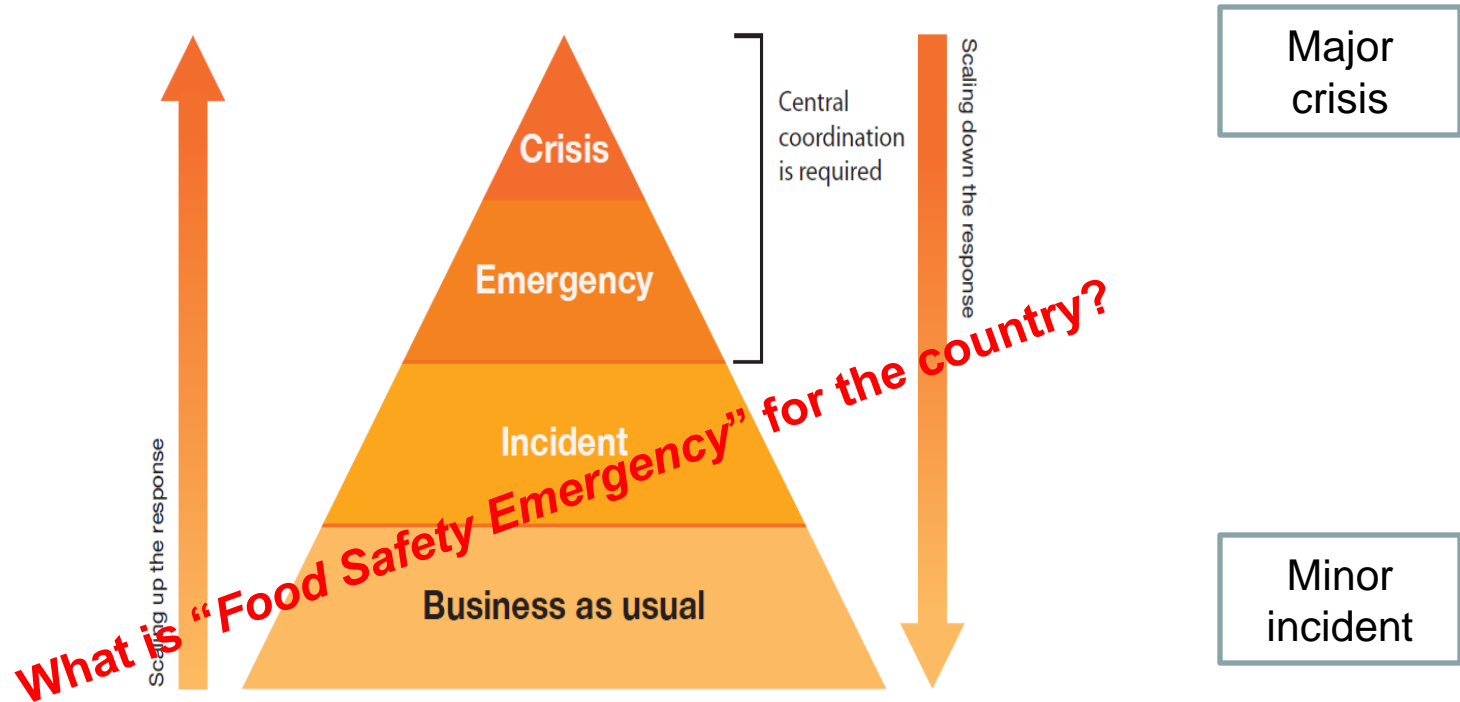 Major
crisis
Scaling down the response
Central
coordination
is required
Crisis
Emergency
What is “Food Safety Emergency” for the country?
Incident
Scaling up the response
Business as usual
Minor
incident